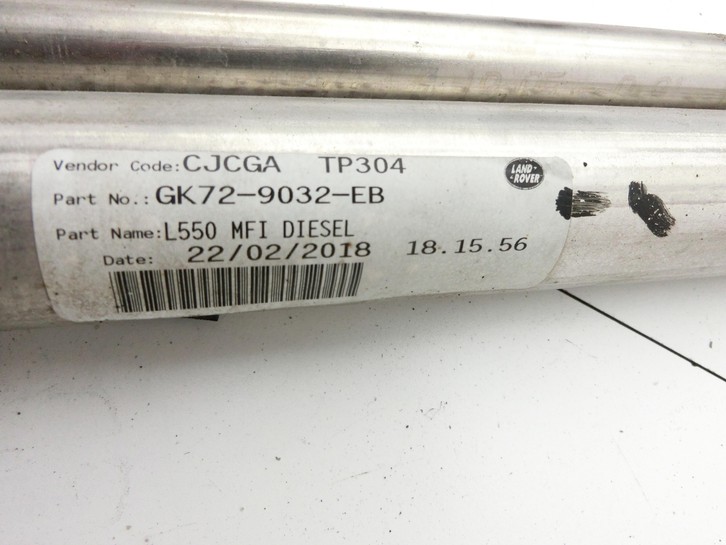 Vendor Code:CJCGA TP304
LAND
ROVER
Part No.:GK72-9032-EB
Part Name:L550 MFI DIESEL
Date: 22/02/2018 18.15.56